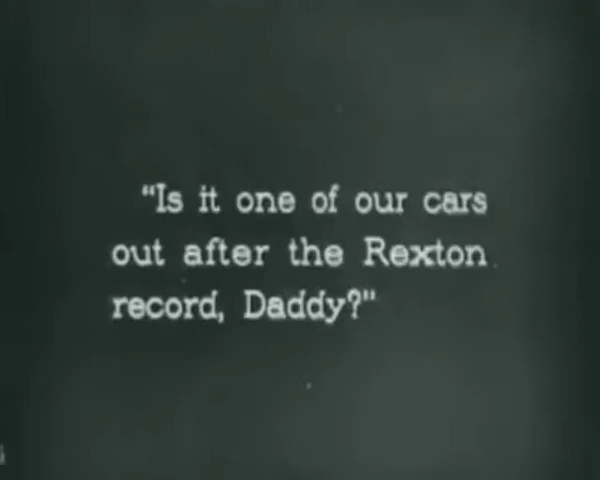 "Is it one of our cars
out after the Rexton
record, Daddy?"